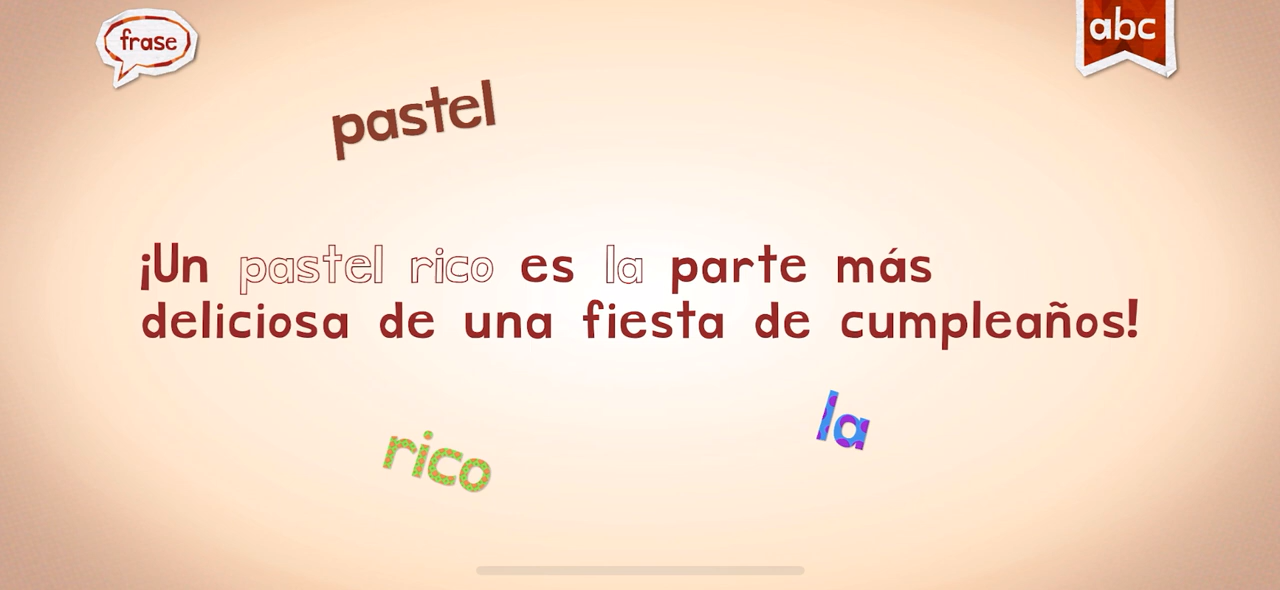 frase
abc
pastel
¡Un pastel rico es la parte más
deliciosa de una fiesta de cumpleaños!
rico
la